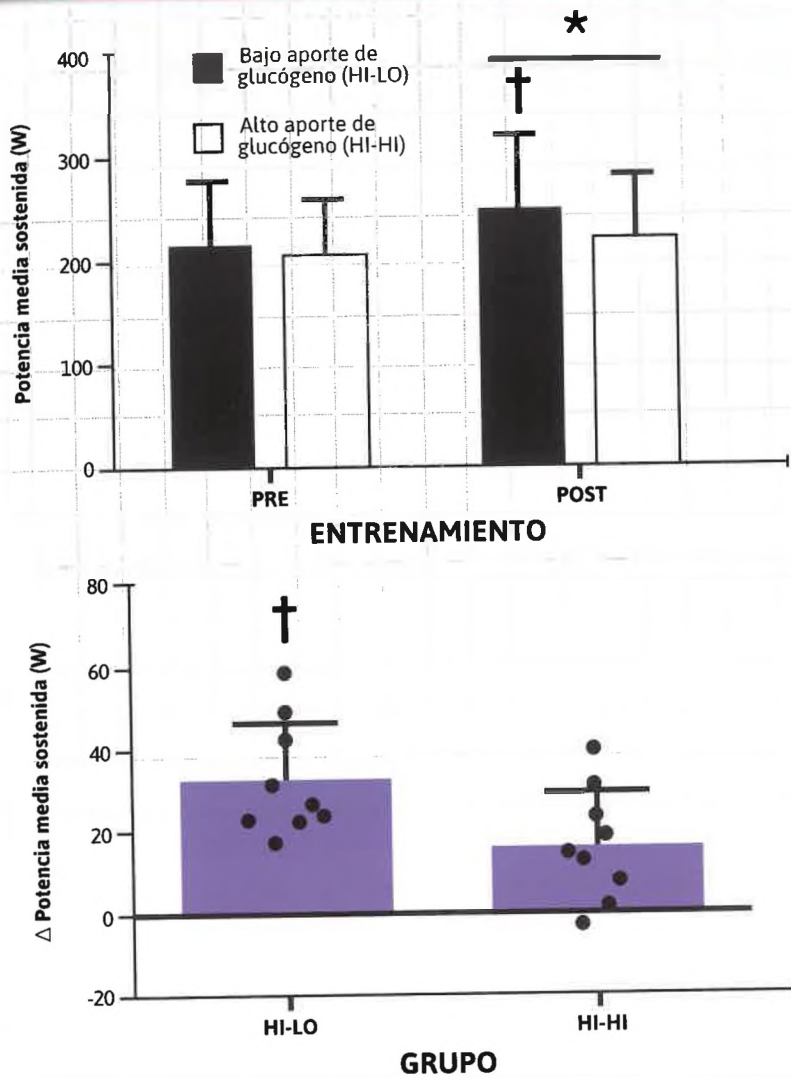 400
300
200
100
0
Potencia media sostenida (W)
Bajo aporte de
glucógeno (HI-LO)
Alto aporte de
glucógeno (HI-HI)
*
†
PRE
POST
ENTRENAMIENTO
80
60
40
20
0
-20
Δ Potencia media sostenida (W)
†
HI-LO
HI-HI
GRUPO